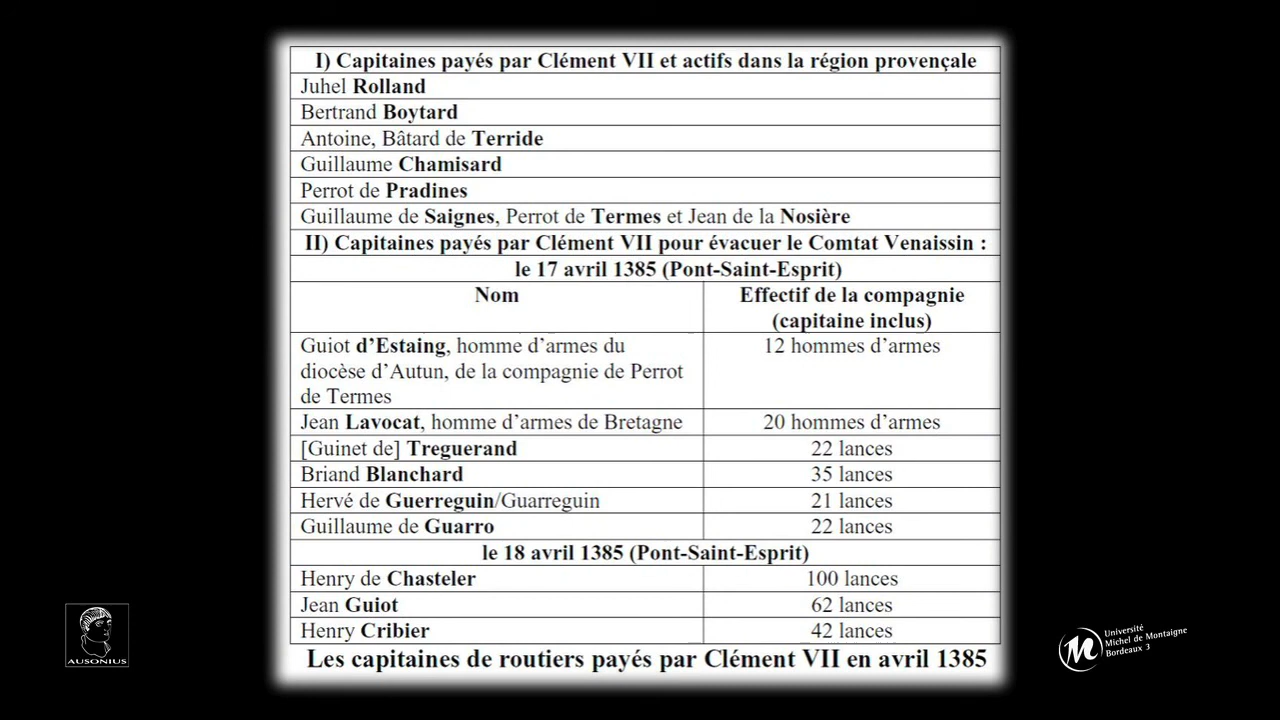 I) Capitaines payés par Clément VII et actifs dans la région provençale
Juhel Rolland
Bertrand Boytard
Antoine, Bâtard de Terride
Guillaume Chamisard
Perrot de Pradines
Guillaume de Saignes, Perrot de Termes et Jean de la Nosière
II) Capitaines payés par Clément VII pour évacuer le Comtat Venaissin :
le 17 avril 1385 (Pont-Saint-Esprit)
Nom
Effectif de la compagnie
(capitaine inclus)
Guiot d’Estaing, homme d’armes du
diocèse d’Autun, de la compagnie de Perrot
de Termes
12 hommes d’armes
Jean Lavocat, homme d’armes de Bretagne
20 hommes d’armes
[Guinet de] Treguerand
22 lances
Briand Blanchard
35 lances
Hervé de Guerreguin/Guarreguin
21 lances
Guillaume de Guarro
22 lances
le 18 avril 1385 (Pont-Saint-Esprit)
Henry de Chasteler
100 lances
Jean Guiot
62 lances
Henry Cribier
42 lances
Les capitaines de routiers payés par Clément VII en avril 1385
AUSONIUS
Université
Michel de Montaigne
Bordeaux 3